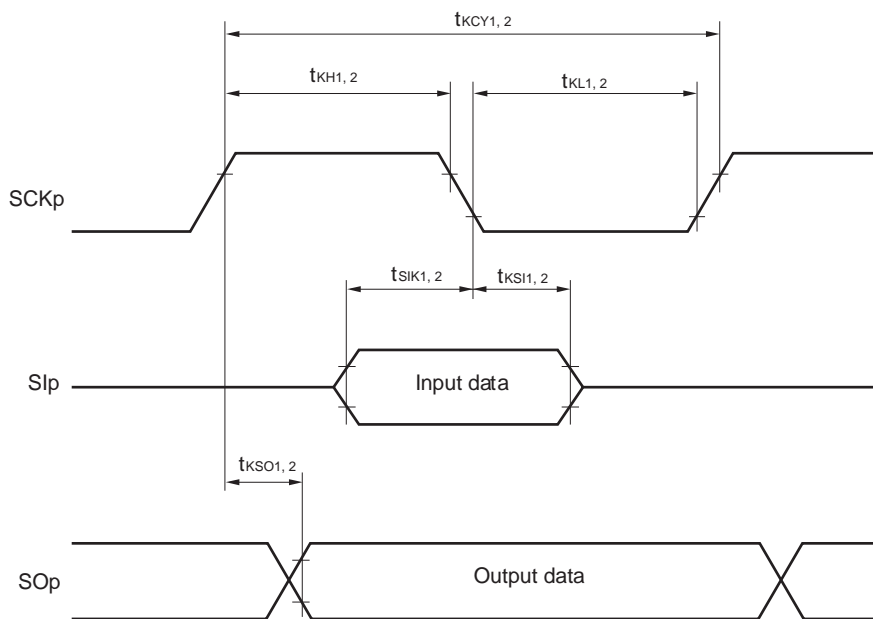 tKCY1, 2
tKH1, 2
tKL1, 2
SCKp
tSIK1, 2
tKSI1, 2
SIp
Input data
tKSO1, 2
SOp
Output data